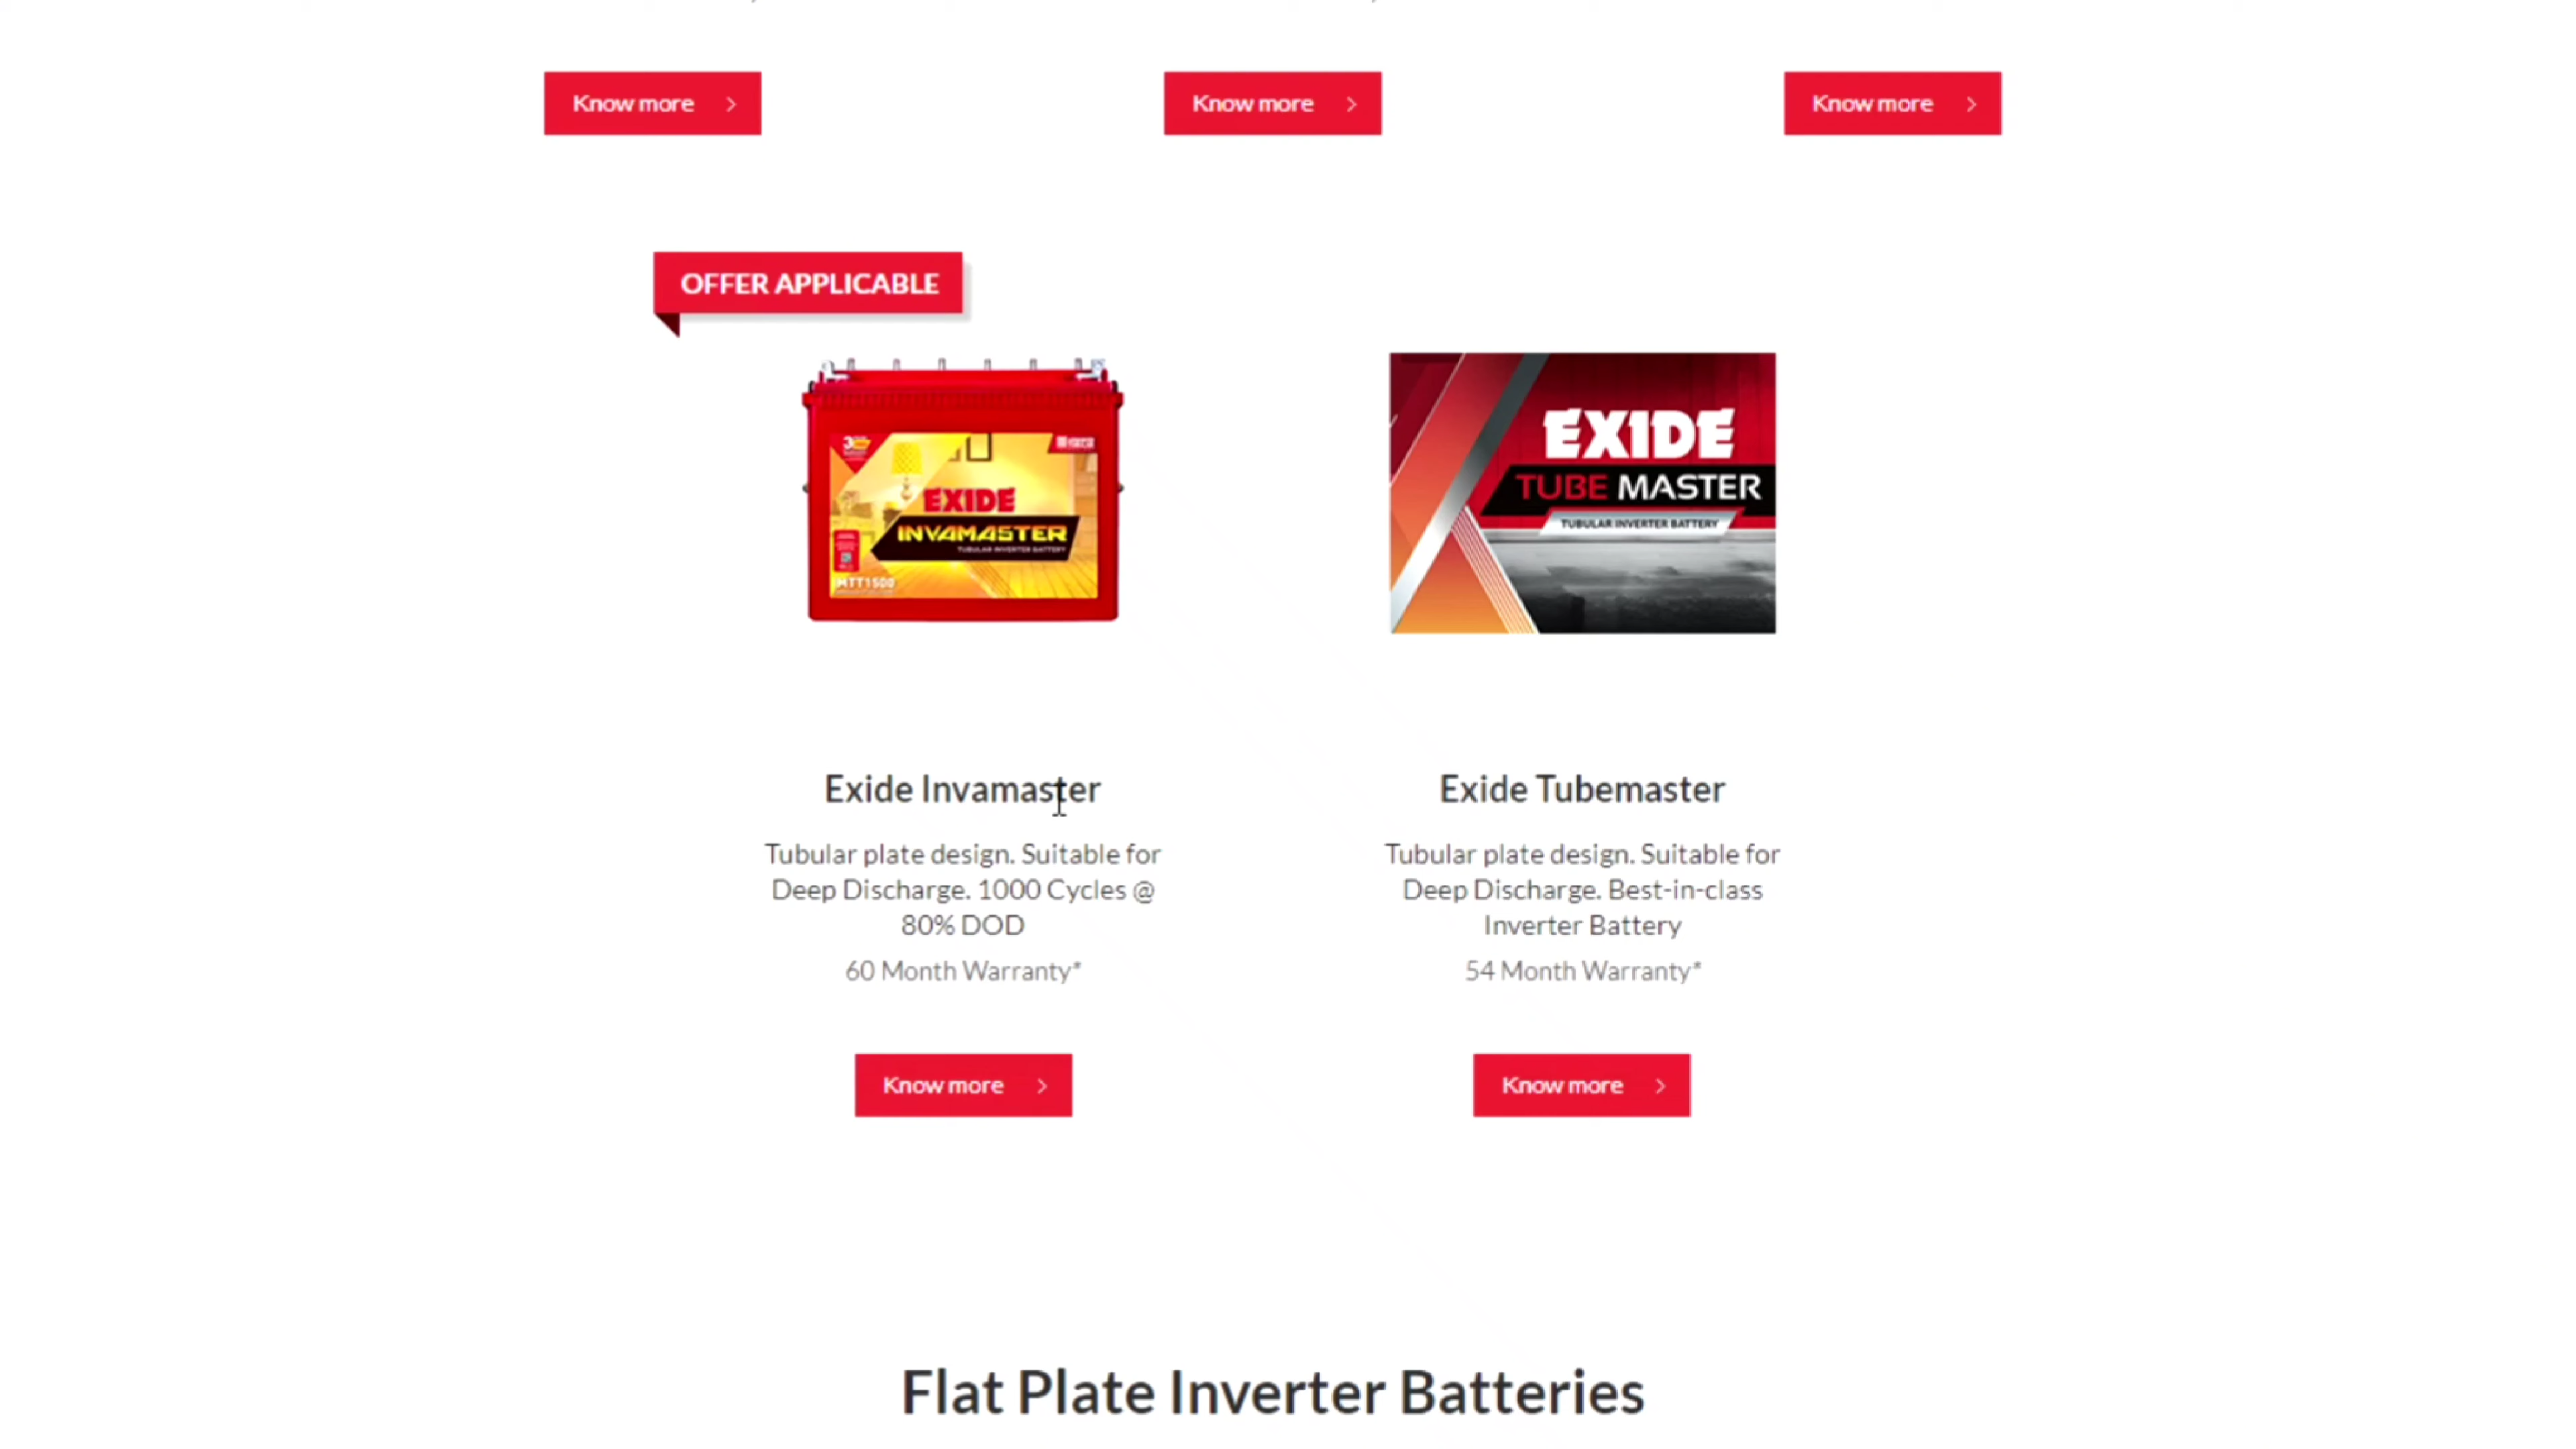 Know more
Know more
Know more
OFFER APPLICABLE
EXIDE
INVAMASTER
TUBULAR INVERTER BATTERY
EXIDE
TUBE MASTER
TUBULAR INVERTER BATTERY
Exide Invamaster
Tubular plate design. Suitable for
Deep Discharge. 1000 Cycles @
80% DOD
60 Month Warranty*
Know more
Exide Tubemaster
Tubular plate design. Suitable for
Deep Discharge. Best-in-class
Inverter Battery
54 Month Warranty*
Know more
Flat Plate Inverter Batteries